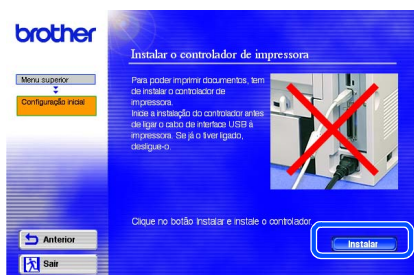 brother
Instalar o controlador de impressora
Menu superior
Configuração inicial
Para poder imprimir documentos, tem
de instalar o controlador de
impressora.
Inicie a instalação do controlador antes
de ligar o cabo de interface USB à
impressora. Se já o tiver ligado,
desligue-o.
Clique no botão Instalar e instale o controlador
Instalar
Anterior
Sair